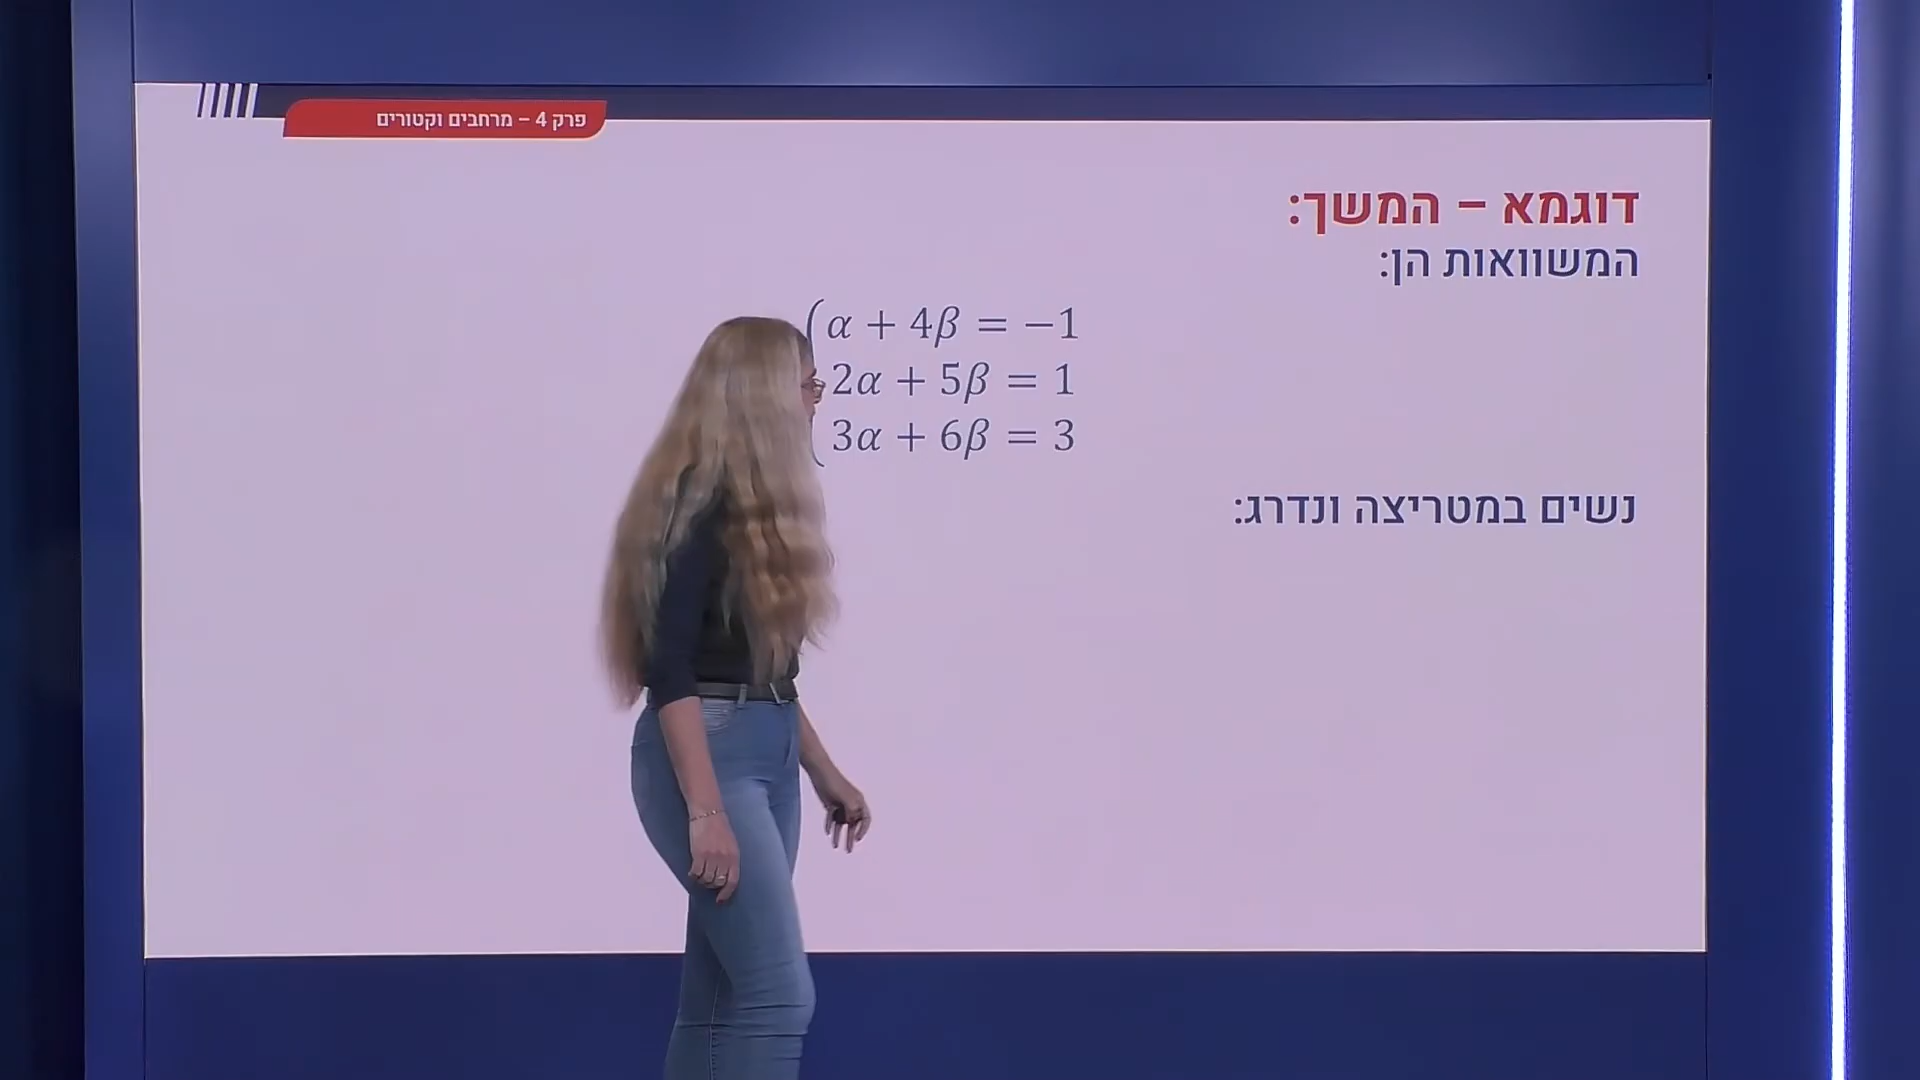 פרק 4 – מרחבים וקטורים
דוגמא – המשך:
המשוואות הן:
α + 4β = −1
2α + 5β = 1
3α + 6β = 3
נשים במטריצה ונדרג: